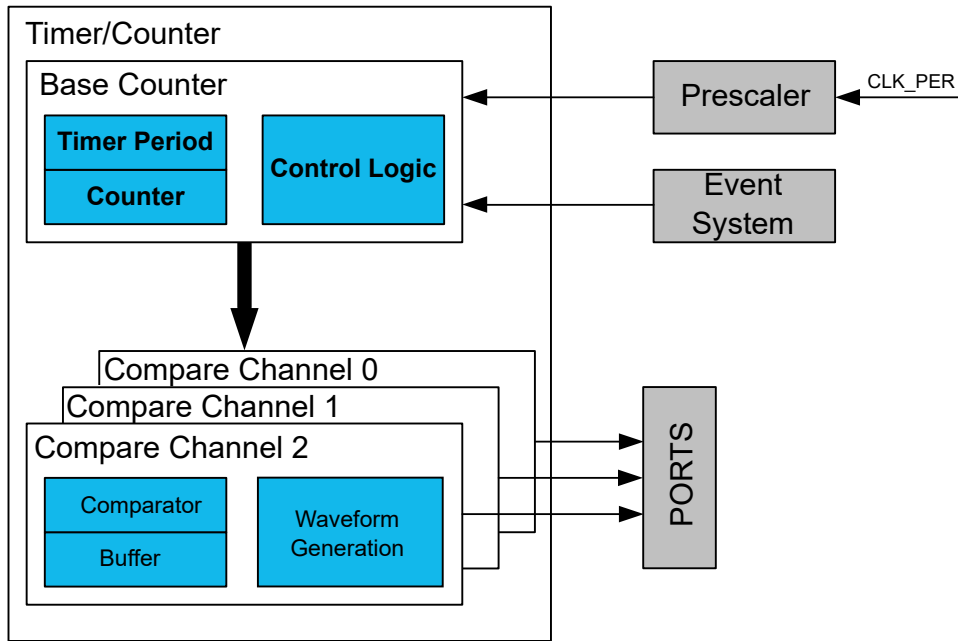 Timer/Counter
Base Counter
Timer Period
Counter
Control Logic
Prescaler
CLK_PER
Event
System
Compare Channel 0
Compare Channel 1
Compare Channel 2
Comparator
Buffer
Waveform
Generation
PORTS